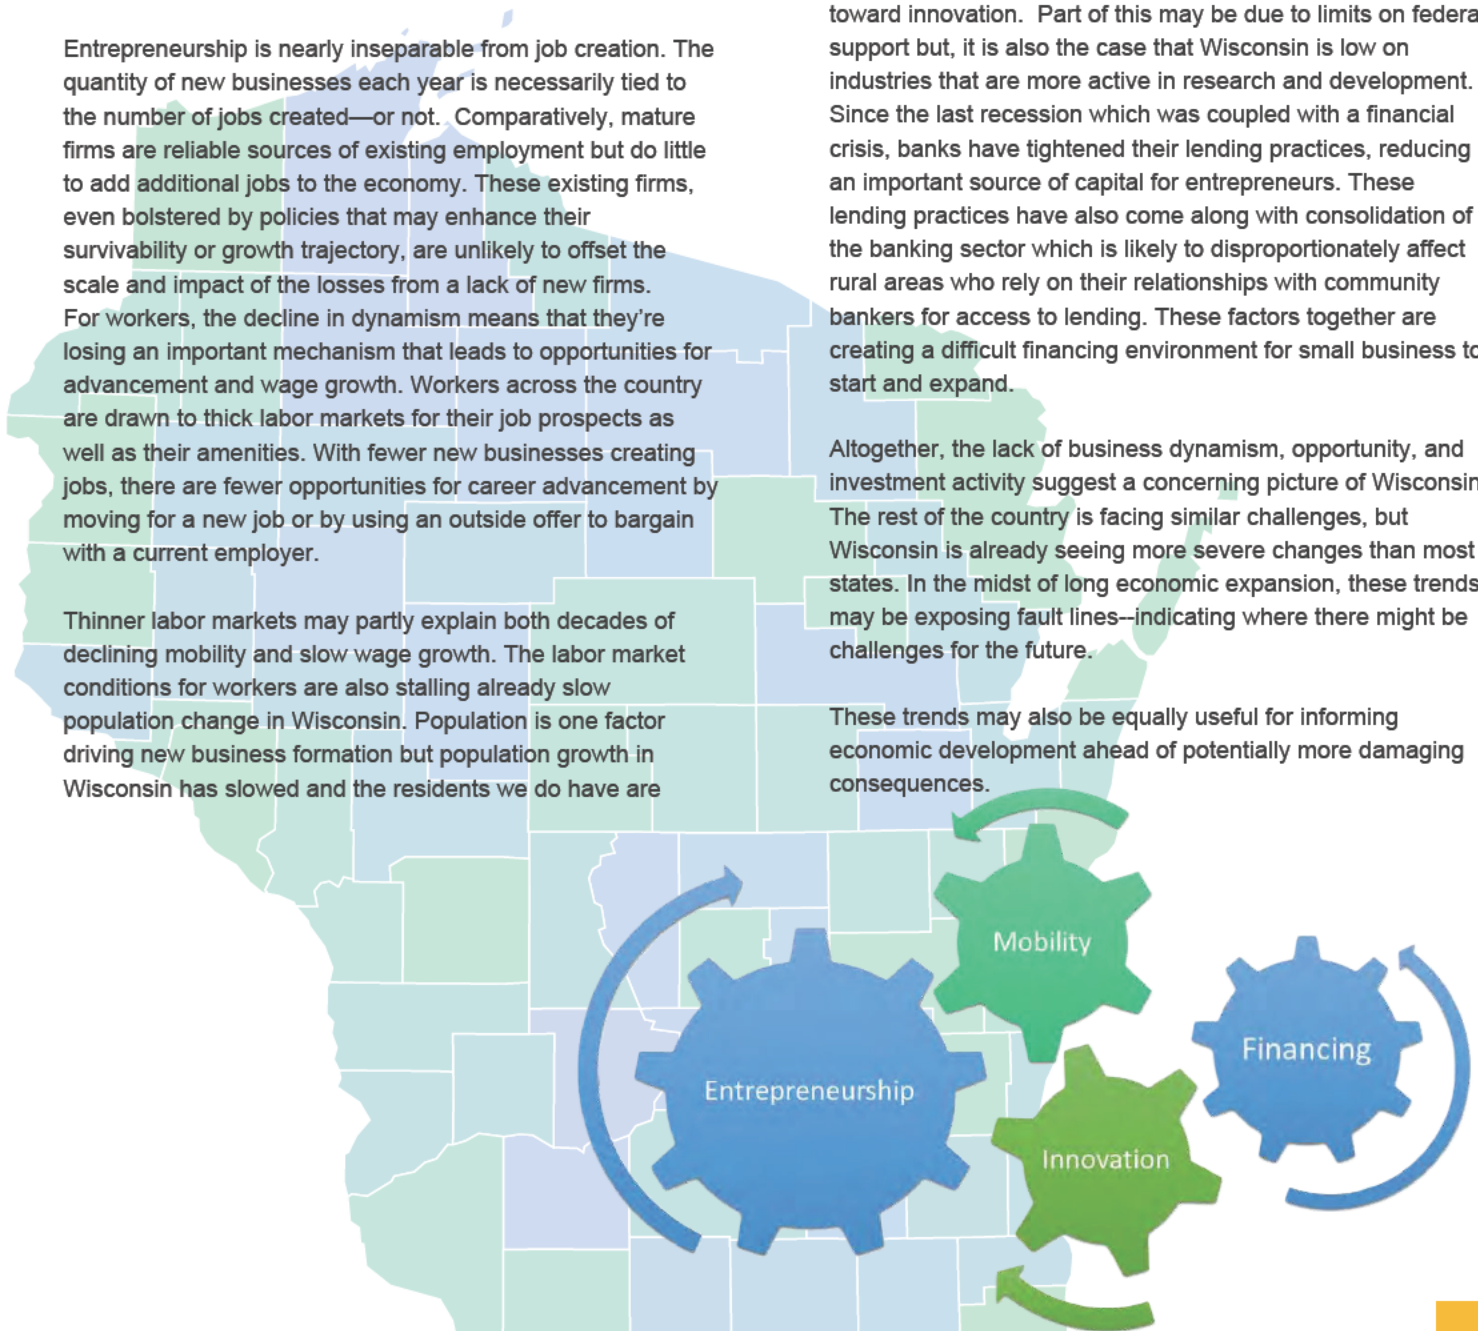 Entrepreneurship is nearly inseparable from job creation. The
quantity of new businesses each year is necessarily tied to
the number of jobs created—or not.  Comparatively, mature
firms are reliable sources of existing employment but do little
to add additional jobs to the economy. These existing firms,
even bolstered by policies that may enhance their
survivability or growth trajectory, are unlikely to offset the
scale and impact of the losses from a lack of new firms.
For workers, the decline in dynamism means that they're
losing an important mechanism that leads to opportunities for
advancement and wage growth. Workers across the country
are drawn to thick labor markets for their job prospects as
well as their amenities. With fewer new businesses creating
jobs, there are fewer opportunities for career advancement by
moving for a new job or by using an outside offer to bargain
with a current employer.
Thinner labor markets may partly explain both decades of
declining mobility and slow wage growth. The labor market
conditions for workers are also stalling already slow
population change in Wisconsin. Population is one factor
driving new business formation but population growth in
Wisconsin has slowed and the residents we do have are
toward innovation.  Part of this may be due to limits on federa
support but, it is also the case that Wisconsin is low on
industries that are more active in research and development.
Since the last recession which was coupled with a financial
crisis, banks have tightened their lending practices, reducing
an important source of capital for entrepreneurs. These
lending practices have also come along with consolidation of
the banking sector which is likely to disproportionately affect
rural areas who rely on their relationships with community
bankers for access to lending. These factors together are
creating a difficult financing environment for small business to
start and expand.
Altogether, the lack of business dynamism, opportunity, and
investment activity suggest a concerning picture of Wisconsin
The rest of the country is facing similar challenges, but
Wisconsin is already seeing more severe changes than most
states. In the midst of long economic expansion, these trends
may be exposing fault lines--indicating where there might be
challenges for the future.
These trends may also be equally useful for informing
economic development ahead of potentially more damaging
consequences.
Mobility
Financing
Entrepreneurship
Innovation